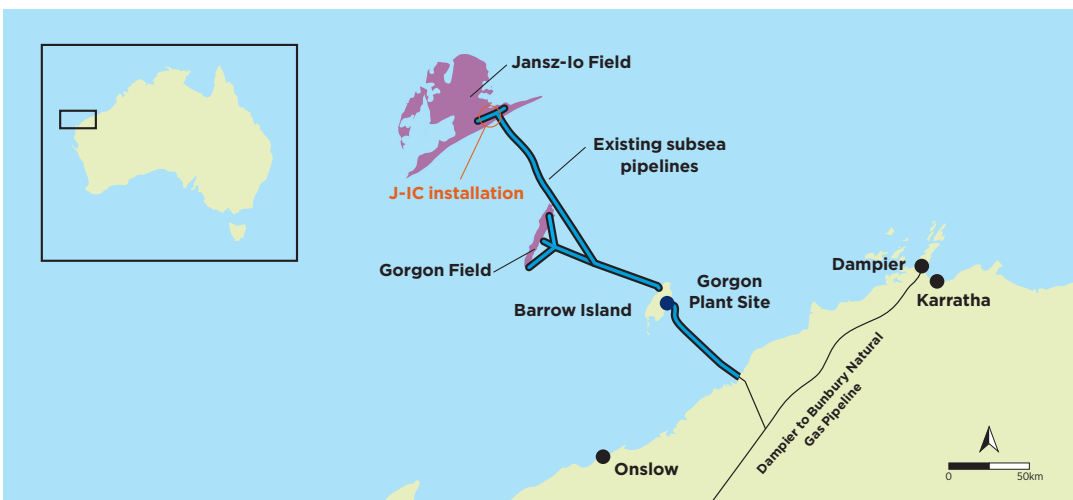 Jansz-Io Field
Existing subsea
pipelines
J-IC installation
Gorgon Field
Dampier
Karratha
Gorgon
Plant Site
Barrow Island
Dampier to Bunbury Natural
Gas Pipeline
Onslow
0
50km